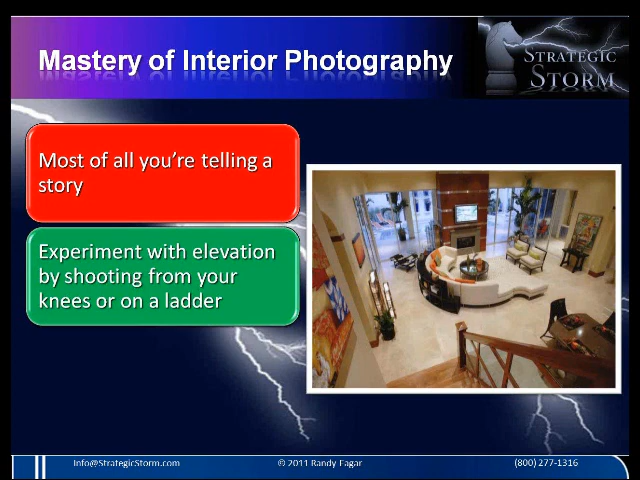 Mastery of Interior Photography
STRATEGIC
STORM
Most of all you're telling a
story
Experiment with elevation
by shooting from your
knees or on a ladder
Info@StrategicStorm.com
© 2011 Randy Fagar
(800) 277-1316